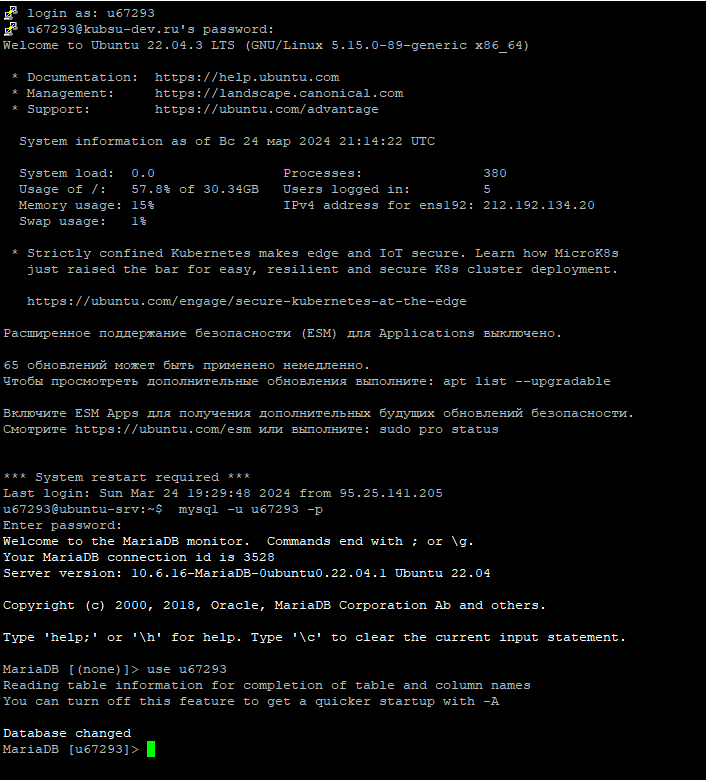 login as: u67293
u67293@kubsu-dev.ru's password:
Welcome to Ubuntu 22.04.3 LTS (GNU/Linux 5.15.0-89-generic x86_64)
* Documentation:  https://help.ubuntu.com
* Management:     https://landscape.canonical.com
* Support:        https://ubuntu.com/advantage
System information as of Вс 24 мар 2024 21:14:22 UTC
System load:  0.0                Processes:               380
Usage of /:   57.8% of 30.34GB   Users logged in:         5
Memory usage: 15%                IPv4 address for ens192: 212.192.134.20
Swap usage:   1%
* Strictly confined Kubernetes makes edge and IoT secure. Learn how MicroK8s
just raised the bar for easy, resilient and secure K8s cluster deployment.
https://ubuntu.com/engage/secure-kubernetes-at-the-edge
Расширенное поддержание безопасности (ESM) для Applications выключено.
65 обновлений может быть применено немедленно.
Чтобы просмотреть дополнительные обновления выполните: apt list --upgradable
Включите ESM Apps для получения дополнительных будущих обновлений безопасности.
Смотрите https://ubuntu.com/esm или выполните: sudo pro status
*** System restart required ***
Last login: Sun Mar 24 19:29:48 2024 from 95.25.141.205
u67293@ubuntu-srv:~$  mysql -u u67293 -p
Enter password:
Welcome to the MariaDB monitor.  Commands end with ; or \g.
Your MariaDB connection id is 3528
Server version: 10.6.16-MariaDB-0ubuntu0.22.04.1 Ubuntu 22.04
Copyright (c) 2000, 2018, Oracle, MariaDB Corporation Ab and others.
Type 'help;' or '\h' for help. Type '\c' to clear the current input statement.
MariaDB [(none)]> use u67293
Reading table information for completion of table and column names
You can turn off this feature to get a quicker startup with -A
Database changed
MariaDB [u67293]>